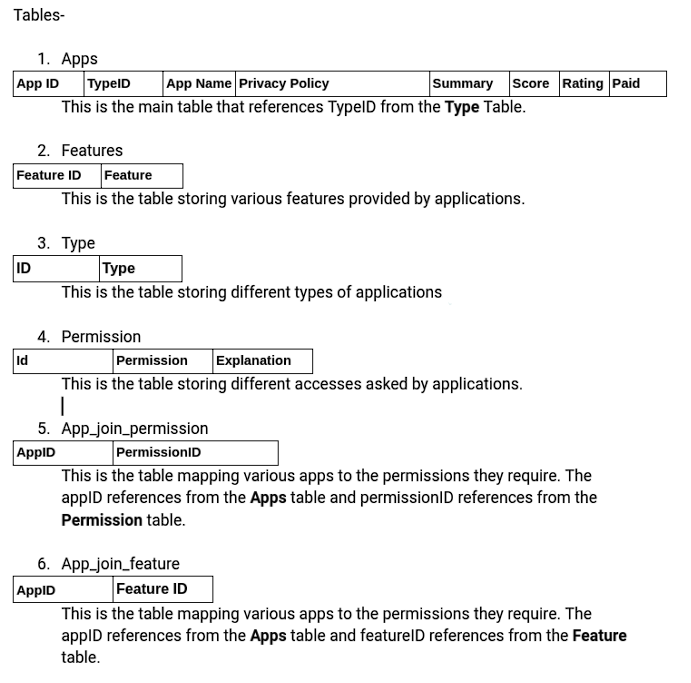 Tables-
1. Apps
App ID TypeID App Name Privacy Policy Summary Score Rating Paid
This is the main table that references TypeID from the Type Table.
2. Features
Feature ID Feature
This is the table storing various features provided by applications.
3. Type
ID Type
This is the table storing different types of applications
4. Permission
Id Permission Explanation
This is the table storing different accesses asked by applications.
5. App_join_permission
AppID PermissionID
This is the table mapping various apps to the permissions they require. The
appID references from the Apps table and permissionID references from the
Permission table.
6. App_join_feature
AppID Feature ID
This is the table mapping various apps to the permissions they require. The
appID references from the Apps table and featureID references from the Feature
table.